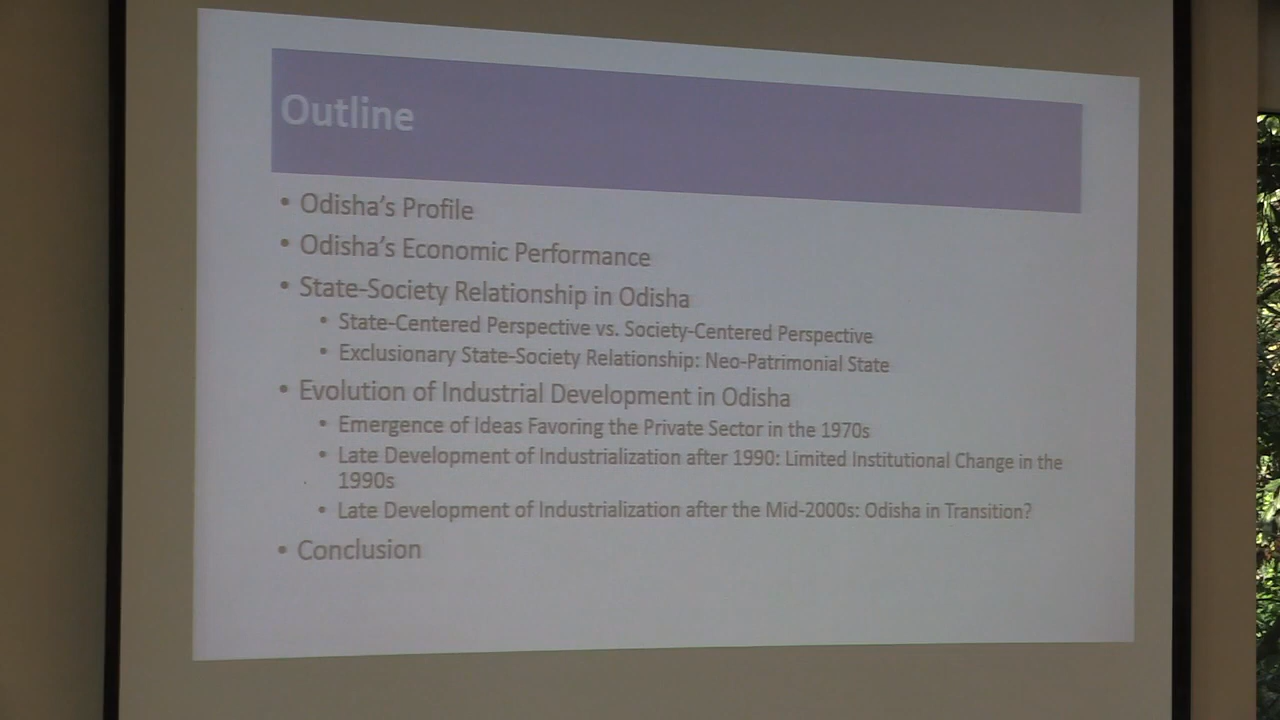 Outline
• Odisha's Profile
• Odisha's Economic Performance
• State-Society Relationship in Odisha
• State-Centered Perspective vs. Society-Centered Perspective
• Exclusionary State-Society Relationship: Neo-Patrimonial State
• Evolution of Industrial Development in Odisha
• Emergence of Ideas Favoring the Private Sector in the 1970s
• Late Development of Industrialization after 1990: Limited Institutional Change in the
1990s
• Late Development of Industrialization after the Mid-2000s: Odisha in Transition?
• Conclusion